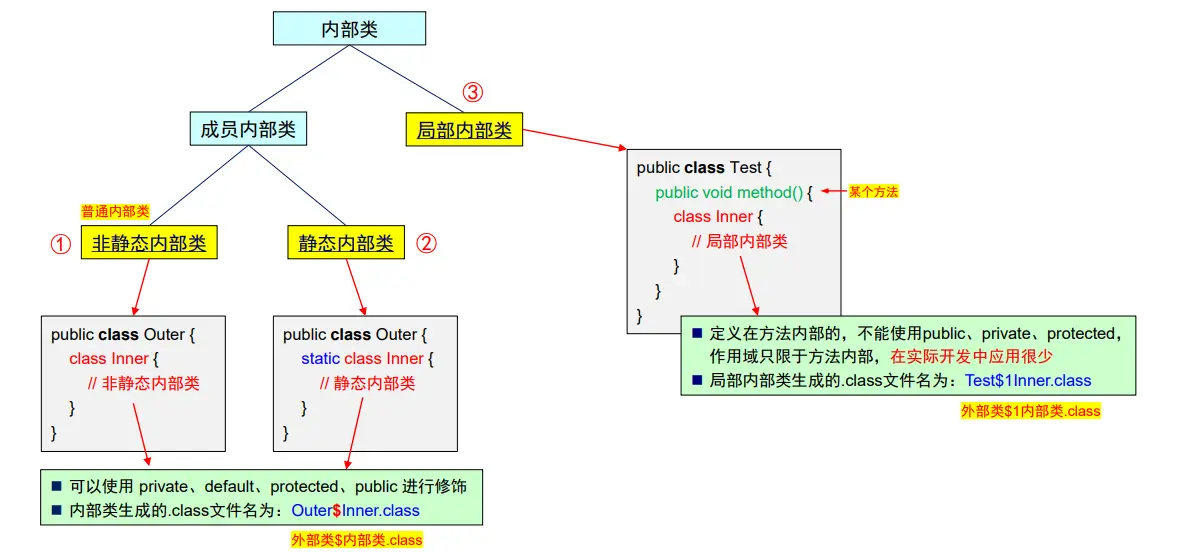 内部类
③
成员内部类
局部内部类
public class Test {
public void method() {
某个方法
class Inner {
// 局部内部类
}
}
}
普通内部类
① 非静态内部类
静态内部类 ②
public class Outer {
class Inner {
// 非静态内部类
}
}
public class Outer {
static class Inner {
// 静态内部类
}
}
■ 定义在方法内部的，不能使用public、private、protected，
作用域只限于方法内部，在实际开发中应用很少
■ 局部内部类生成的.class文件名为：Test$1Inner.class
外部类$1内部类.class
■ 可以使用 private、default、protected、public 进行修饰
■ 内部类生成的.class文件名为：Outer$Inner.class
外部类$内部类.class